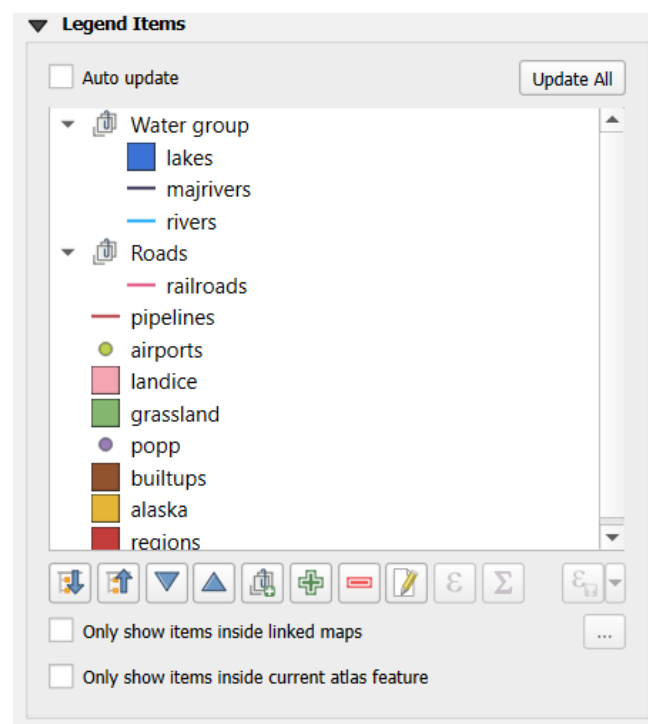 Legend Items
Auto update
Update All
Water group
lakes
majrivers
rivers
Roads
railroads
pipelines
airports
landice
grassland
popp
builtups
alaska
regions
ε Σ ε
Only show items inside linked maps
...
Only show items inside current atlas feature